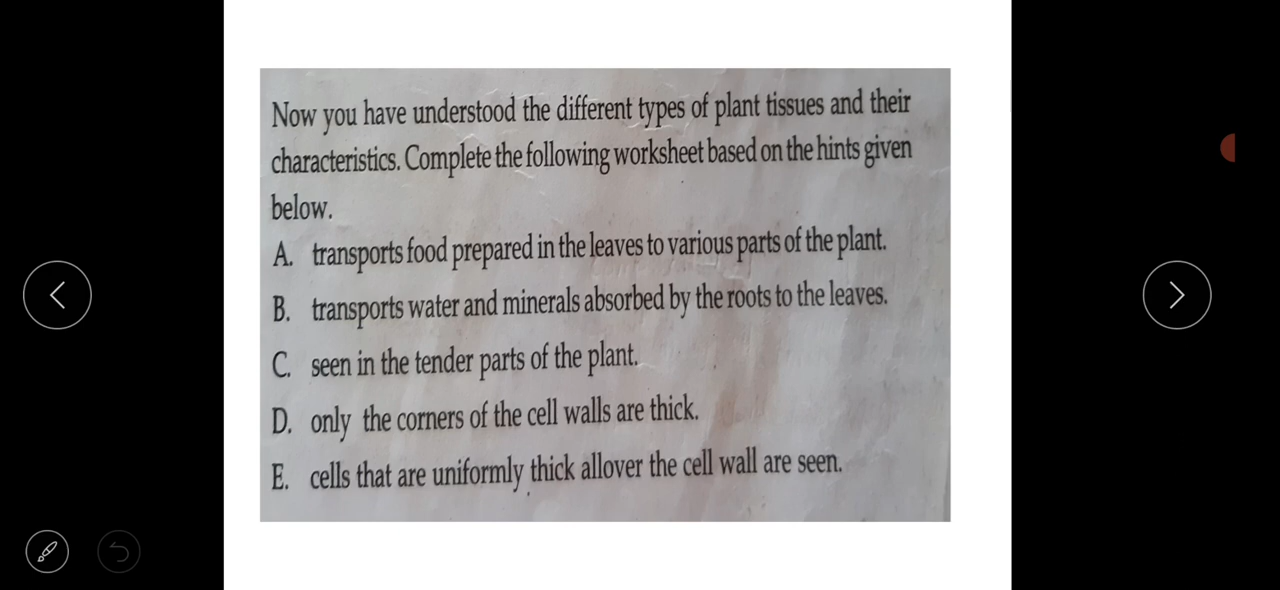 Now you have understood the different types of plant tissues and their
characteristics. Complete the following worksheet based on the hints given
below.
A. transports food prepared in the leaves to various parts of the plant.
B. transports water and minerals absorbed by the roots to the leaves.
C. seen in the tender parts of the plant.
D. only the corners of the cell walls are thick.
E. cells that are uniformly thick allover the cell wall are seen.